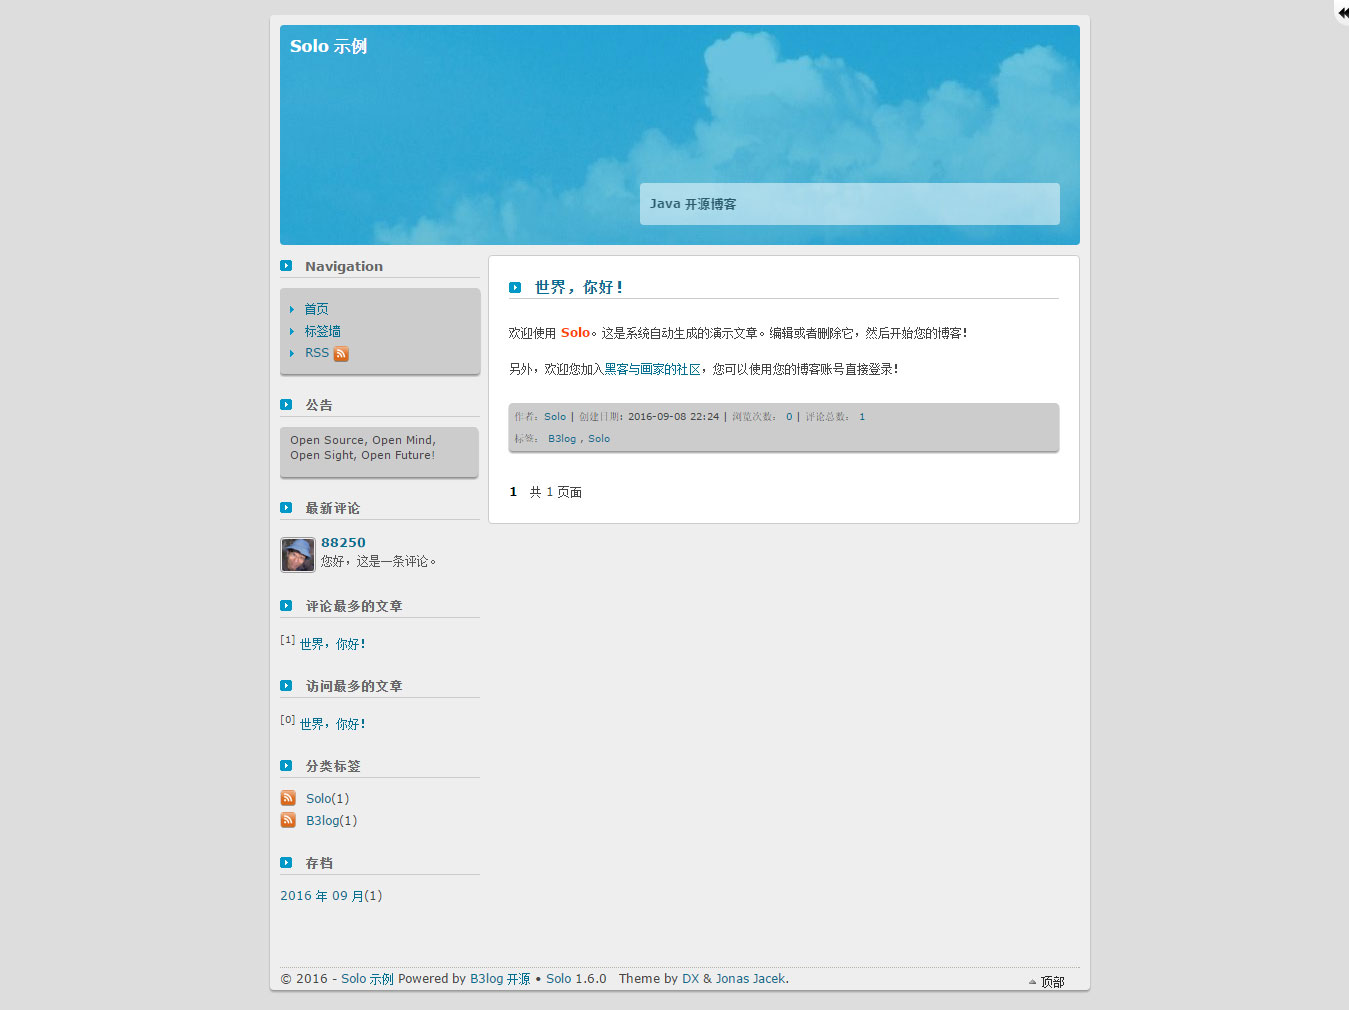 Solo 示例
Java 开源博客
Navigation
首页
标签墙
RSS
公告
Open Source, Open Mind,
Open Sight, Open Future!
最新评论
88250
您好，这是一条评论。
评论最多的文章
[1] 世界，你好！
访问最多的文章
[0] 世界，你好！
分类标签
Solo(1)
B3log(1)
存档
2016 年 09 月(1)
世界，你好！
欢迎使用 Solo。这是系统自动生成的演示文章。编辑或者删除它，然后开始您的博客！
另外，欢迎您加入黑客与画家的社区，您可以使用您的博客账号直接登录！
作者：Solo | 创建日期：2016-09-08 22:24 | 浏览次数： 0 | 评论总数： 1
标签： B3log , Solo
1 共 1 页面
© 2016 - Solo 示例 Powered by B3log 开源 • Solo 1.6.0 Theme by DX & Jonas Jacek.
顶部